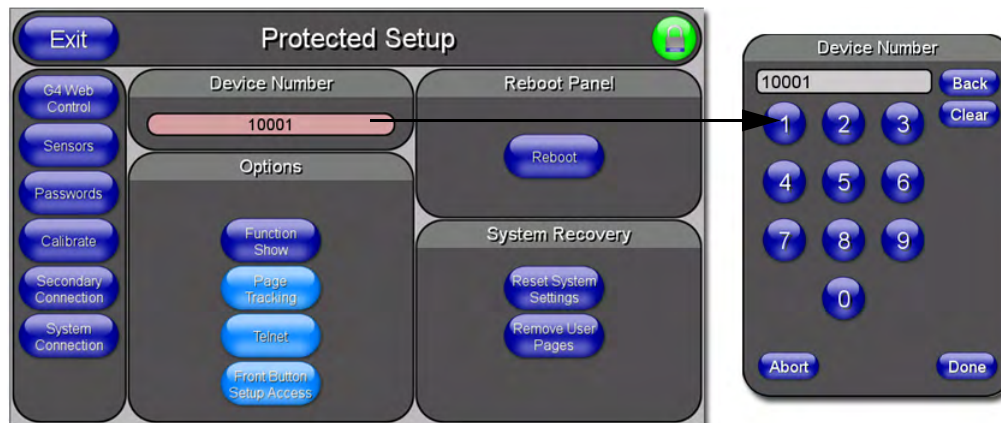 Exit
Protected Setup
G4 Web
Control
Sensors
Passwords
Calibrate
Secondary
Connection
System
Connection
Device Number
10001
Options
Function
Show
Page
Tracking
Telnet
Front Button
Setup Access
Reboot Panel
Reboot
System Recovery
Reset System
Settings
Remove User
Pages
Device Number
10001
Back
Clear
1 2 3
4 5 6
7 8 9
0
Abort
Done